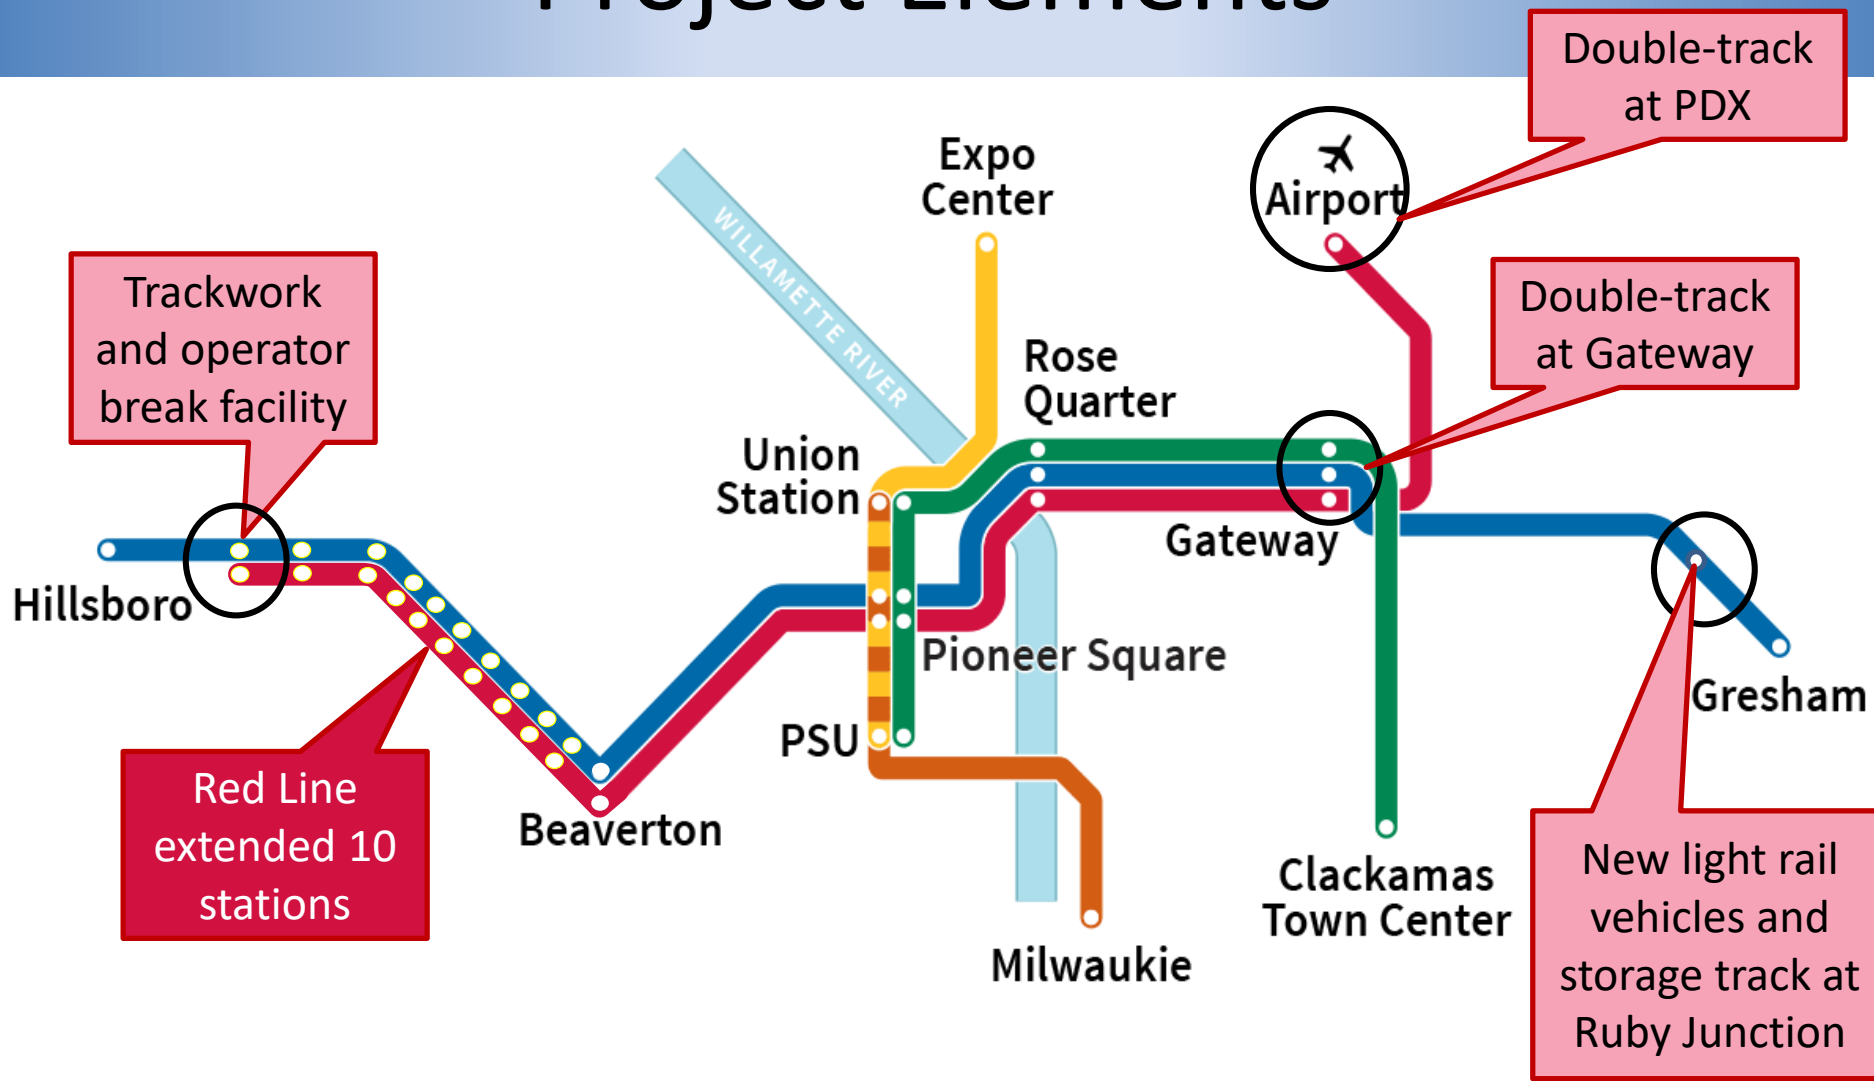 Project Elements
Double-track
at PDX
Expo
Center
Airport
WILLAMETTE RIVER
Trackwork
and operator
break facility
Double-track
at Gateway
Rose
Quarter
Union
Station
Gateway
Hillsboro
Pioneer Square
Gresham
PSU
Red Line
extended 10
stations
Beaverton
Clackamas
Town Center
New light rail
vehicles and
storage track at
Ruby Junction
Milwaukie